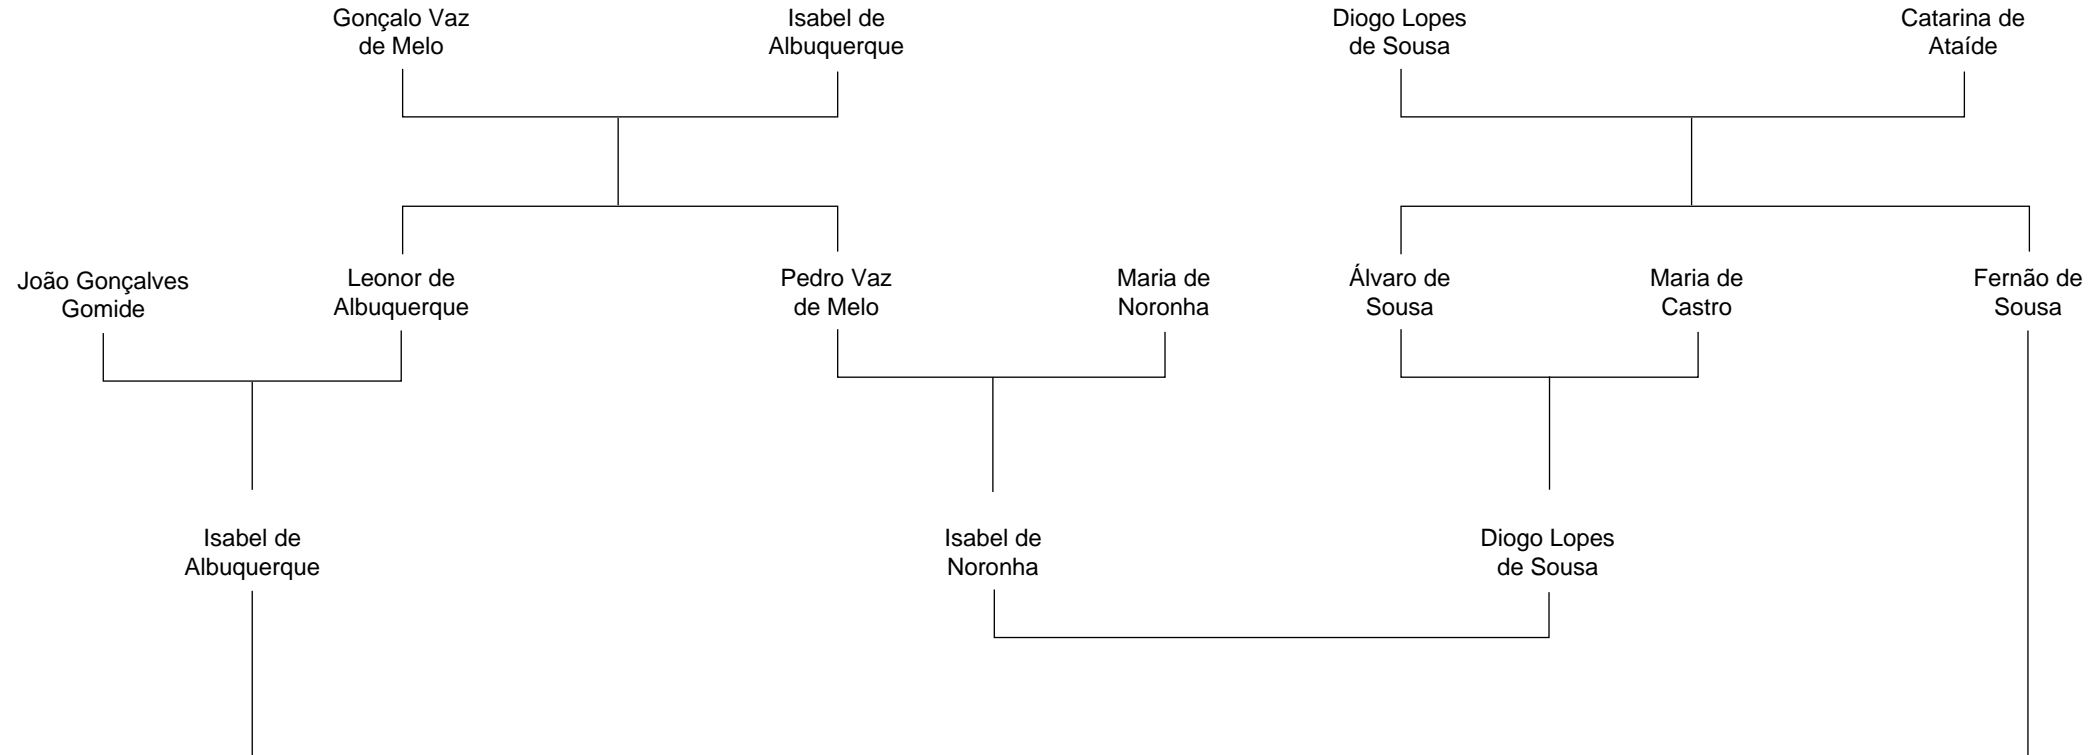 Gonçalo Vaz
de Melo
Isabel de
Albuquerque
Diogo Lopes
de Sousa
Catarina de
Ataíde
João Gonçalves
Gomide
Leonor de
Albuquerque
Pedro Vaz
de Melo
Maria de
Noronha
Álvaro de
Sousa
Maria de
Castro
Fernão de
Sousa
Isabel de
Albuquerque
Isabel de
Noronha
Diogo Lopes
de Sousa